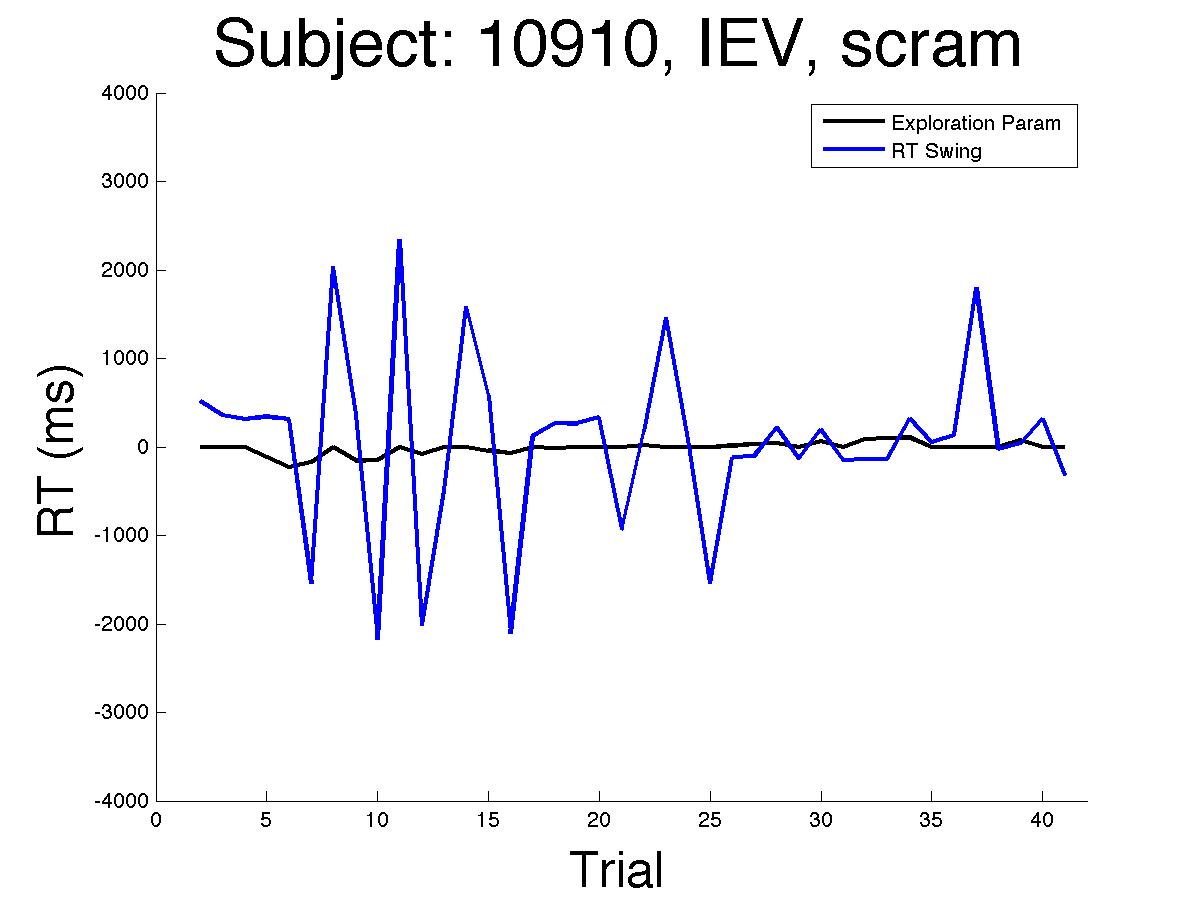 Subject: 10910, IEV, scram
Exploration Param
RT Swing
4000
3000
2000
1000
0
-1000
-2000
-3000
-4000
RT (ms)
0 5 10 15 20 25 30 35 40
Trial